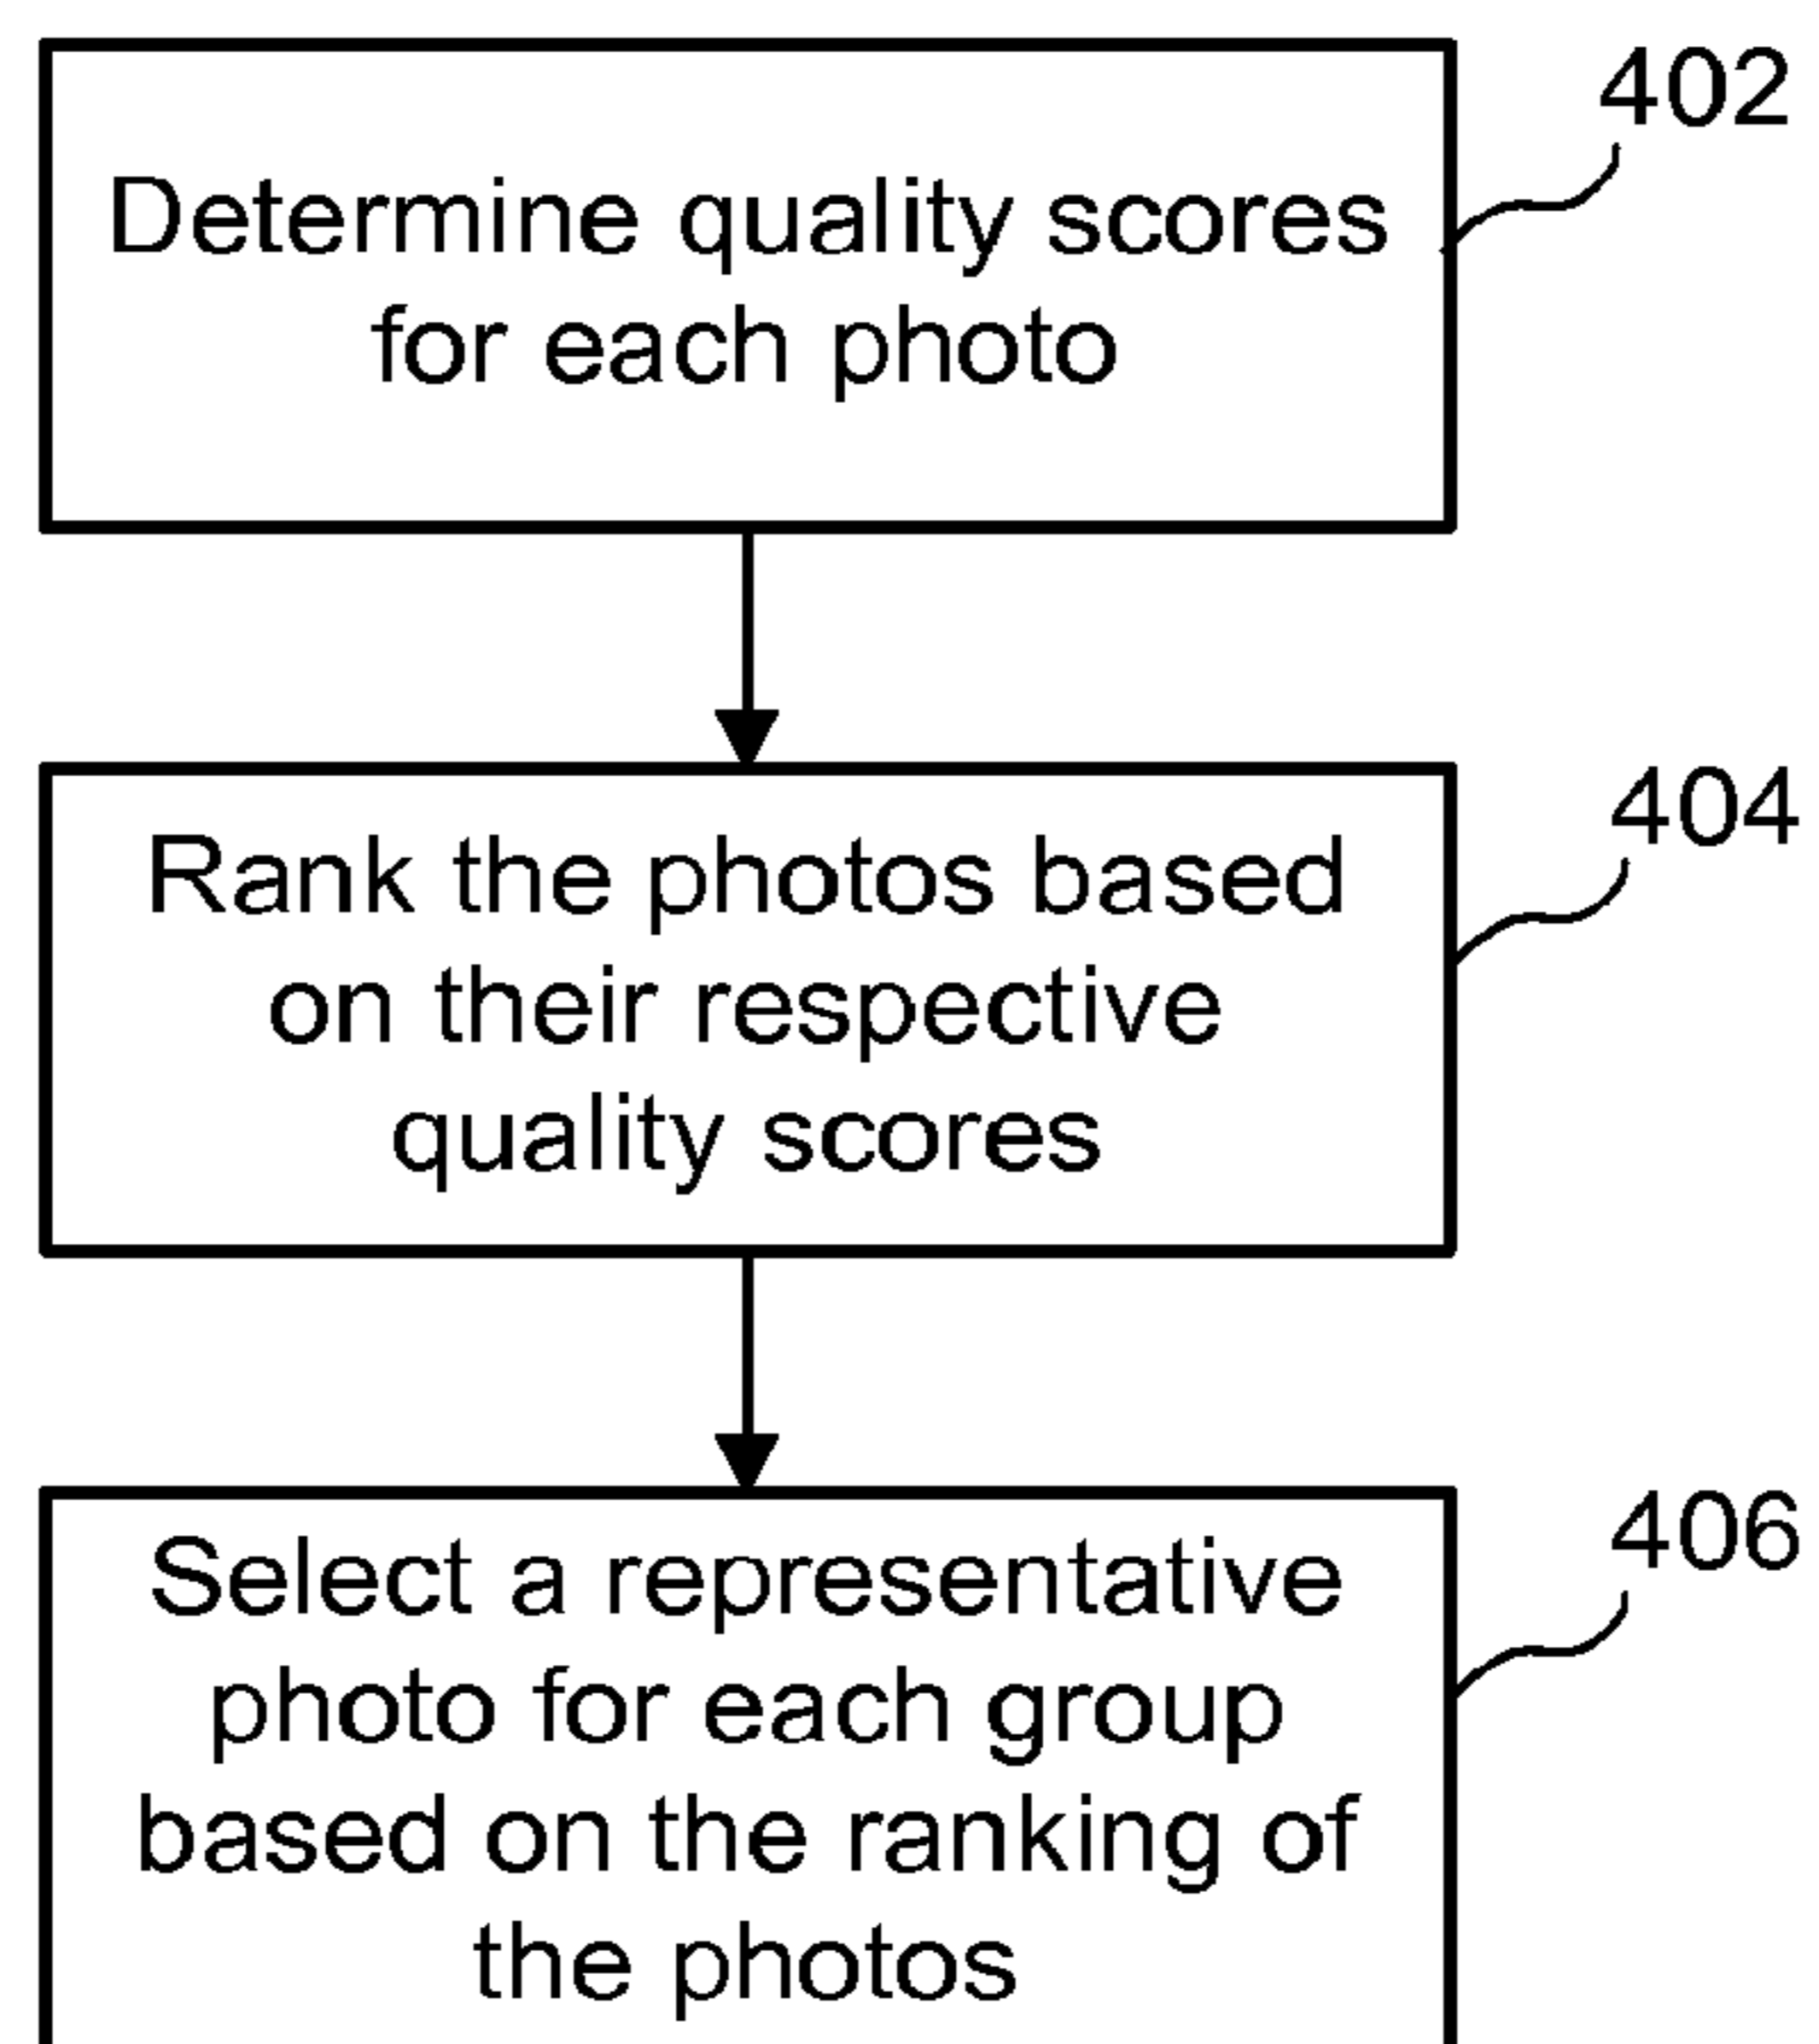 402
Determine quality scores
for each photo
404
Rank the photos based
on their respective
quality scores
406
Select a representative
photo for each group
based on the ranking of
the photos